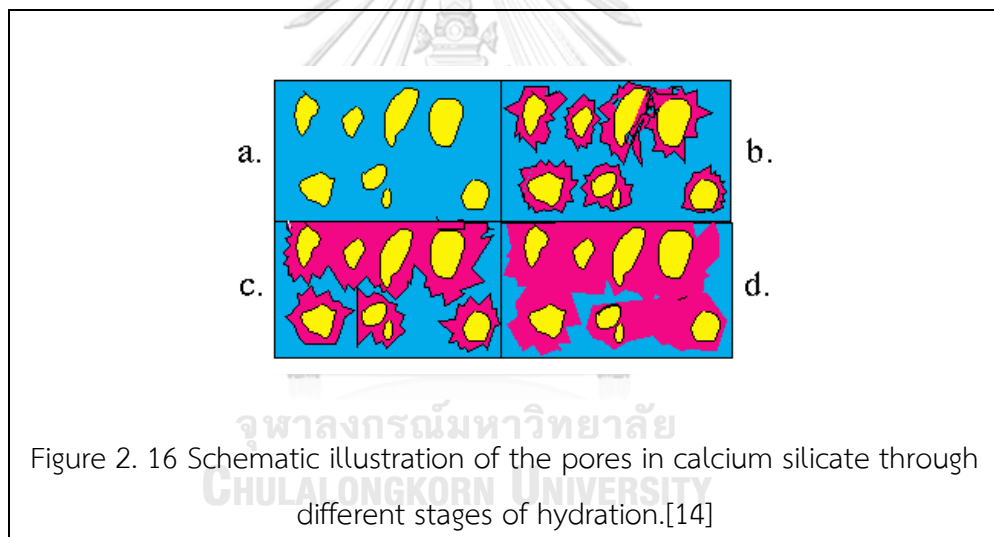 a.
b.
c.
d.
จุฬาลงกรณ์มหาวิทยาลัย
Figure 2. 16 Schematic illustration of the pores in calcium silicate through
CHULALONGKORN UNIVERSITY
different stages of hydration.[14]